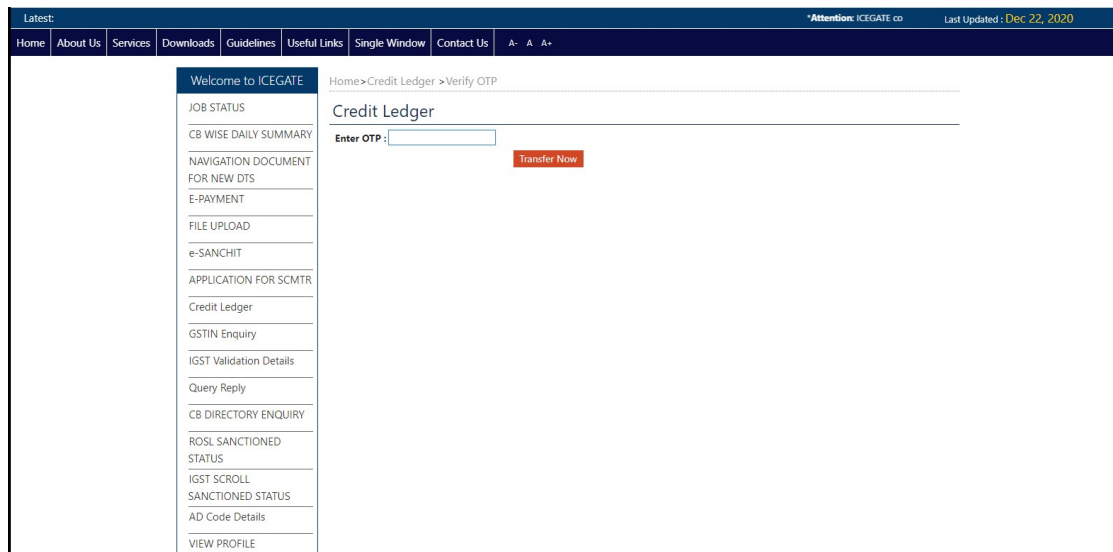 Latest:
*Attention: ICEGATE co
Last Updated : Dec 22, 2020
Home About Us Services Downloads Guidelines Useful Links Single Window Contact Us A- A A+
Welcome to ICEGATE
JOB STATUS
CB WISE DAILY SUMMARY
NAVIGATION DOCUMENT
FOR NEW DTS
E-PAYMENT
FILE UPLOAD
e-SANCHIT
APPLICATION FOR SCMTR
Credit Ledger
GSTIN Enquiry
IGST Validation Details
Query Reply
CB DIRECTORY ENQUIRY
ROSL SANCTIONED
STATUS
IGST SCROLL
SANCTIONED STATUS
AD Code Details
VIEW PROFILE
Home>Credit Ledger >Verify OTP
Credit Ledger
Enter OTP :
Transfer Now